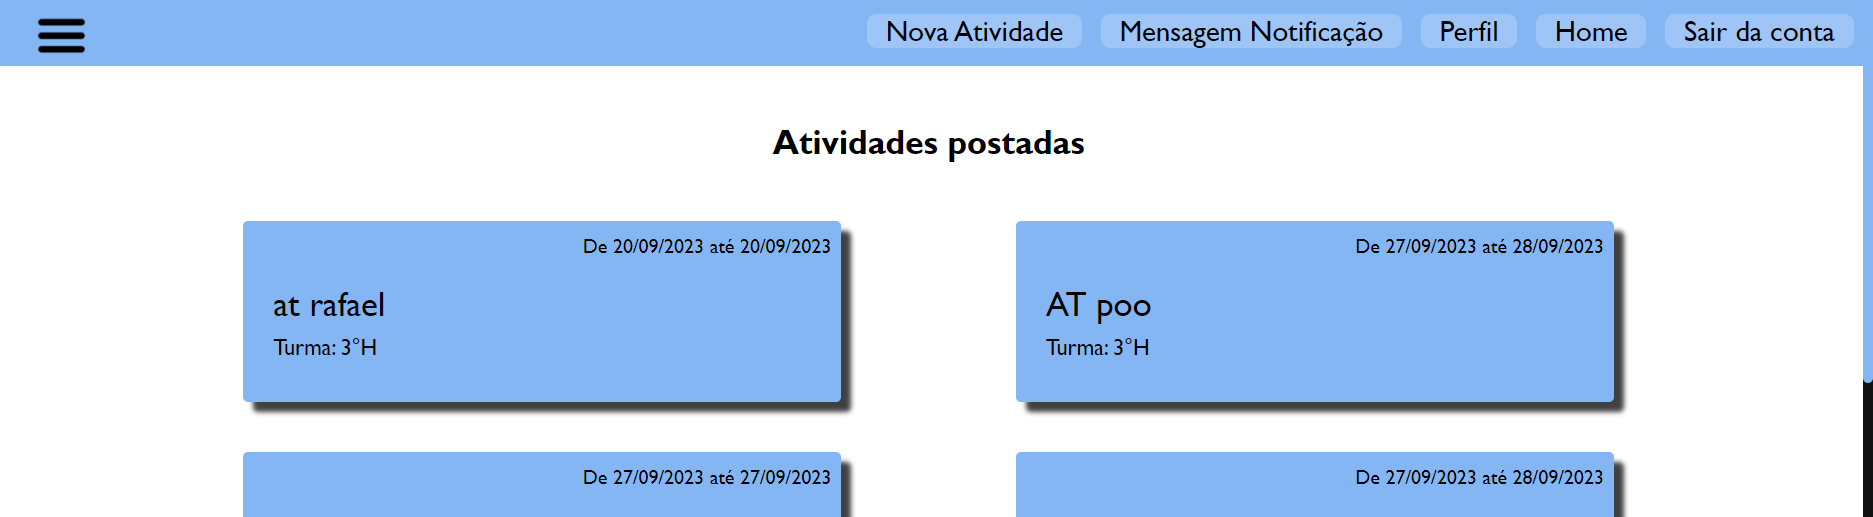 Nova Atividade
Mensagem Notificação
Perfil
Home
Sair da conta
Atividades postadas
De 20/09/2023 até 20/09/2023
at rafael
Turma: 3°H
De 27/09/2023 até 28/09/2023
AT poo
Turma: 3°H
De 27/09/2023 até 27/09/2023
De 27/09/2023 até 28/09/2023